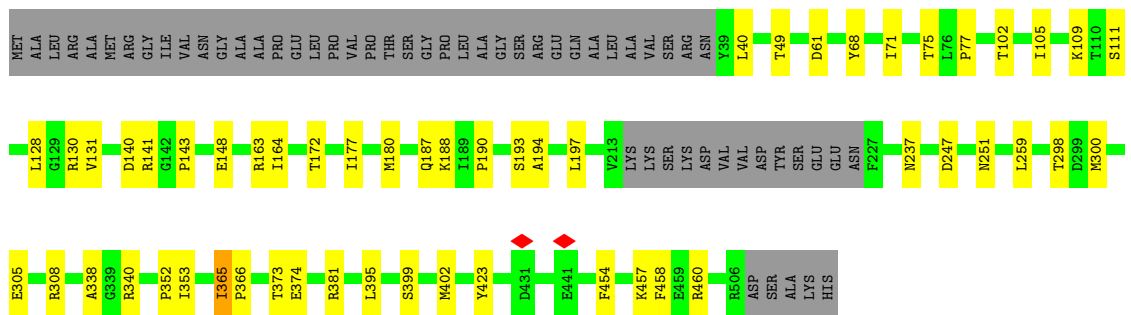 MET ALA LEU ARG ALA MET ARG GLY ILE VAL ASN GLY ALA ALA PRO GLU LEU PRO VAL PRO THR SER GLY PRO LEU ALA GLY SER ARG GLU GLN ALA LEU ALA VAL SER ARG ASN Y39 L40 T49 D61 Y68 I71 T75 L76 P77 T102 I105 K109 T110 S111
L128 G129 R130 V131 D140 R141 G142 P143 E148 R163 I164 T172 I177 M180 Q187 K188 I189 P190 S193 A194 L197 V213 LYS LYS SER LYS ASP VAL VAL ASP TYR SER GLU GLU ASN F227 N237 D247 N251 L259 T298 D299 M300
E305 R308 A338 G339 R340 P352 I353 I365 P366 T373 E374 R381 L395 S399 M402 Y423 D431 E441 F454 K457 F458 E459 R460 R506 ASP SER ALA LYS HIS